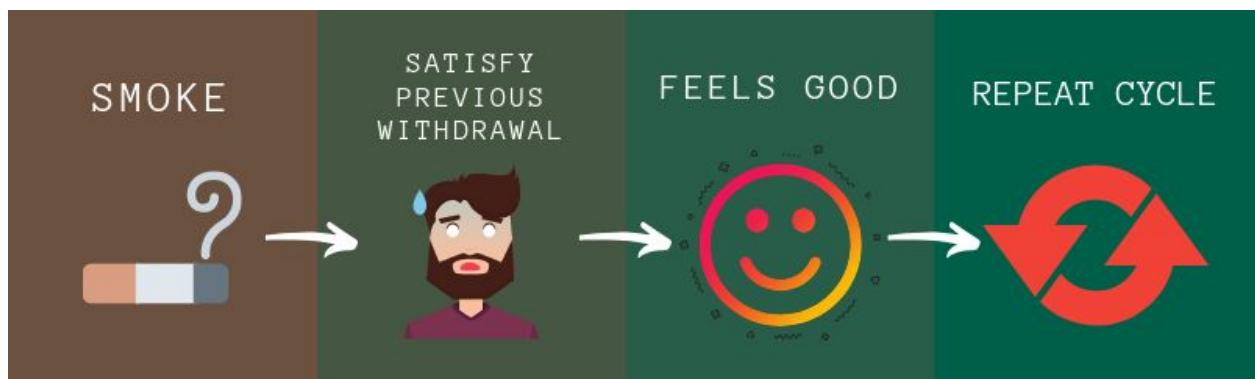 SMOKE
SATISFY
PREVIOUS
WITHDRAWAL
FEELS GOOD
REPEAT CYCLE